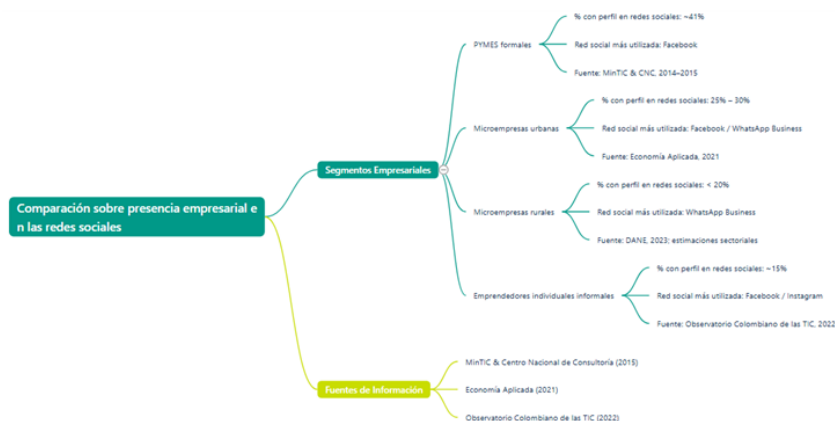 Comparación sobre presencia empresarial e
n las redes sociales
Segmentos Empresariales
PYMES formales
% con perfil en redes sociales: ~41%
Red social más utilizada: Facebook
Fuente: MinTIC & CNC, 2014–2015
Microempresas urbanas
% con perfil en redes sociales: 25% – 30%
Red social más utilizada: Facebook / WhatsApp Business
Fuente: Economía Aplicada, 2021
Microempresas rurales
% con perfil en redes sociales: < 20%
Red social más utilizada: WhatsApp Business
Fuente: DANE, 2023; estimaciones sectoriales
Emprendedores individuales informales
% con perfil en redes sociales: ~15%
Red social más utilizada: Facebook / Instagram
Fuente: Observatorio Colombiano de las TIC, 2022
Fuentes de Información
MinTIC & Centro Nacional de Consultoría (2015)
Economía Aplicada (2021)
Observatorio Colombiano de las TIC (2022)